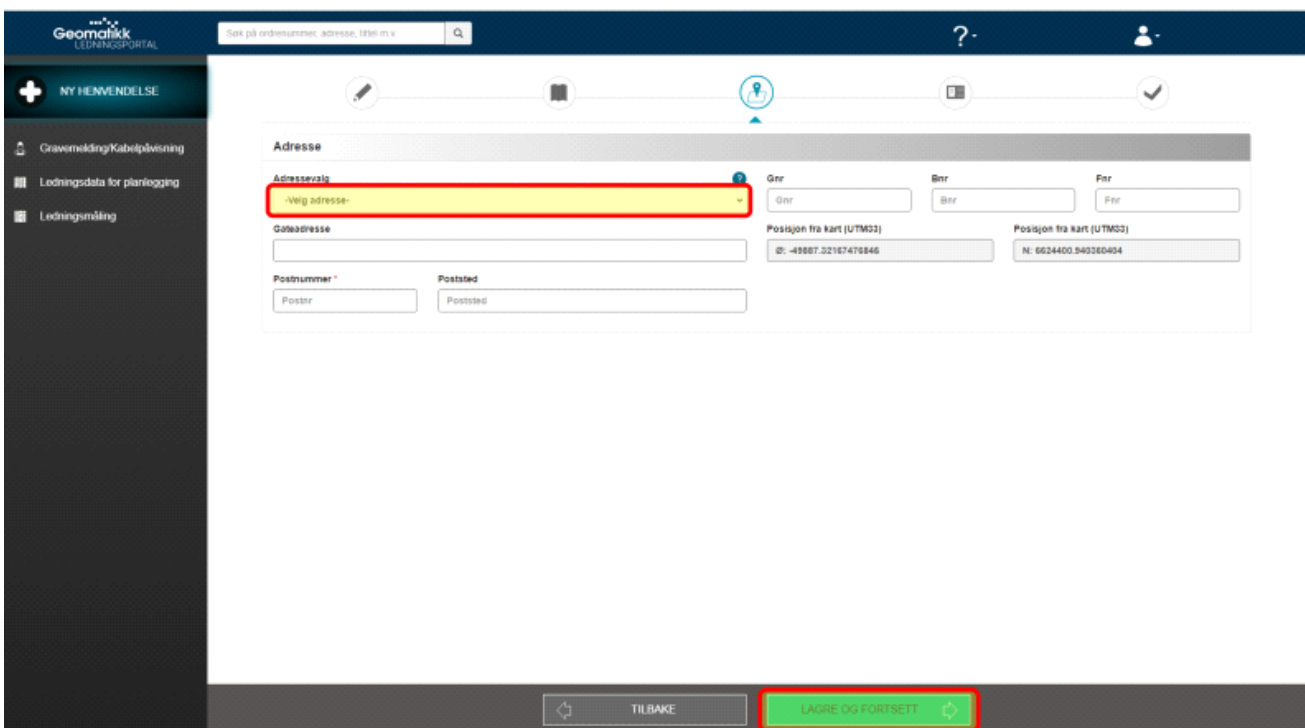 Geomatikk
LEDNINGSPORTAL
Søk på ordrenummer, adresse, tittel m.v.
?
NY HENVENDELSE
Gravemelding/Kabelpåvisning
Ledningsdata for planlegging
Ledningsmåling
Adresse
Adressevalg
?
Gnr
Bnr
Fnr
-Velg adresse-
Gnr
Bnr
Fnr
Gateadresse
Posisjon fra kart (UTM33)
Posisjon fra kart (UTM33)
Ø: -49887.32167476846
N: 6624400.940360404
Postnummer *
Poststed
Postnr
Poststed
TILBAKE
LAGRE OG FORTSETT